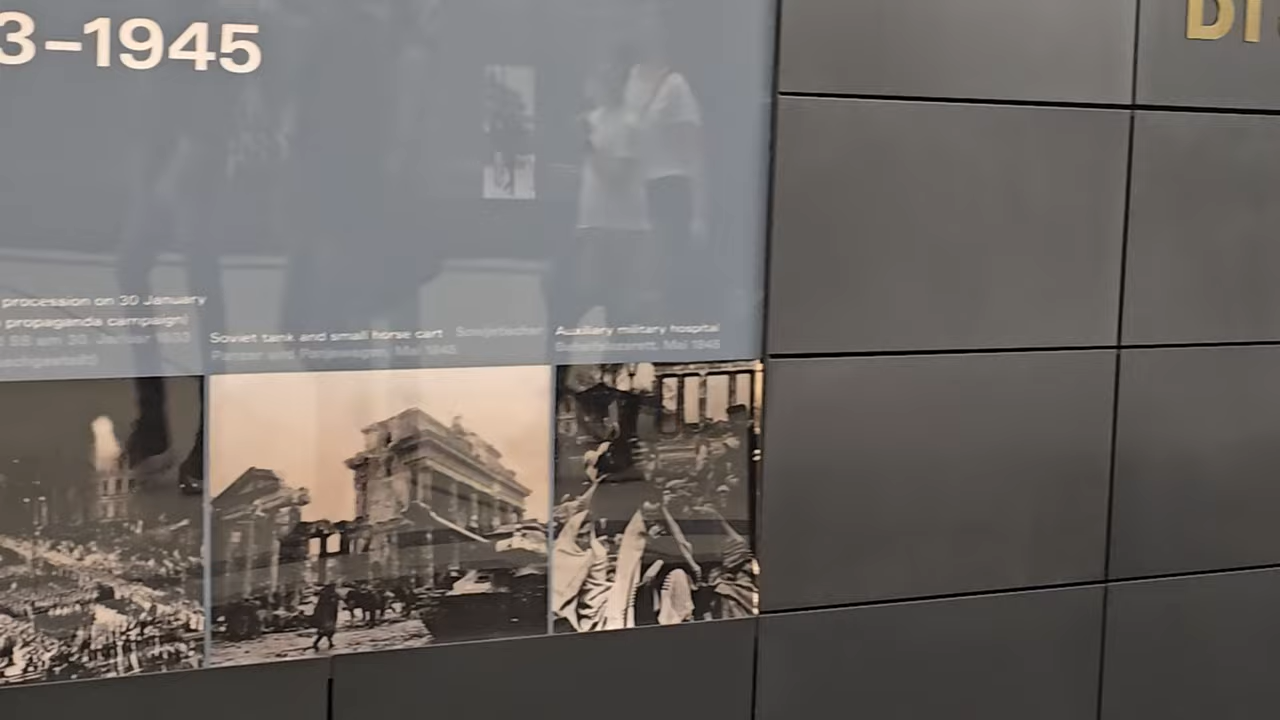 3–1945
procession on 30 January
propaganda campaign)
Soviet tank and small horse cart Sowjetischer
Panzer und Panjewagen, Mai 1945
Auxiliary military hospital
Behelfslazarett, Mai 1945
DI